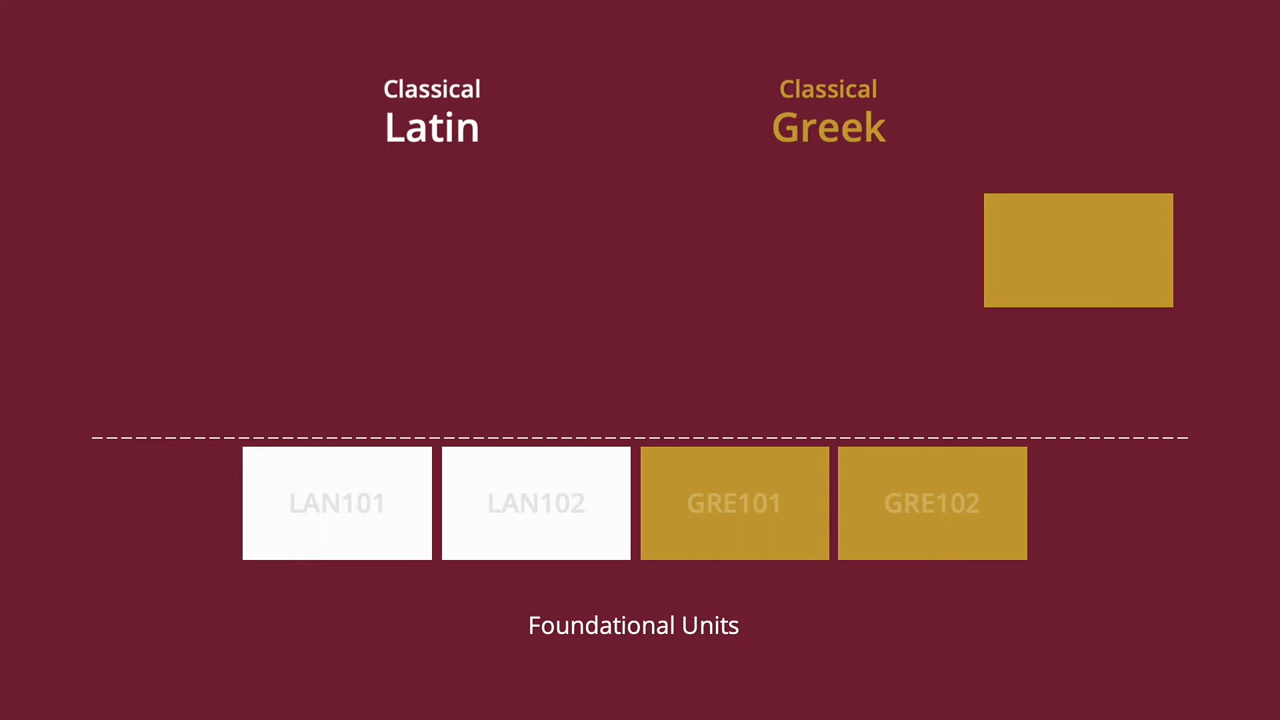 Classical
Latin
Classical
Greek
LAN101
LAN102
GRE101
GRE102
Foundational Units